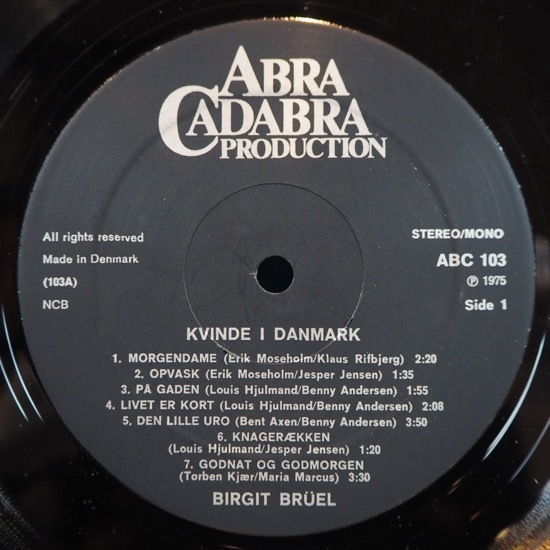 ABRA
CADABRA
PRODUCTION
All rights reserved
Made in Denmark
(103A)
NCB
STEREO/MONO
ABC 103
℗ 1975
Side 1
KVINDE I DANMARK
1. MORGENDAME (Erik Moseholm/Klaus Rifbjerg) 2:20
2. OPVASK (Erik Moseholm/Jesper Jensen) 1:35
3. PÅ GADEN (Louis Hjulmand/Benny Andersen) 1:55
4. LIVET ER KORT (Louis Hjulmand/Benny Andersen) 2:08
5. DEN LILLE URO (Bent Axen/Benny Andersen) 3:50
6. KNAGERÆKKEN
(Louis Hjulmand/Jesper Jensen) 1:20
7. GODNAT OG GODMORGEN
(Torben Kjær/Maria Marcus) 3:30
BIRGIT BRÜEL